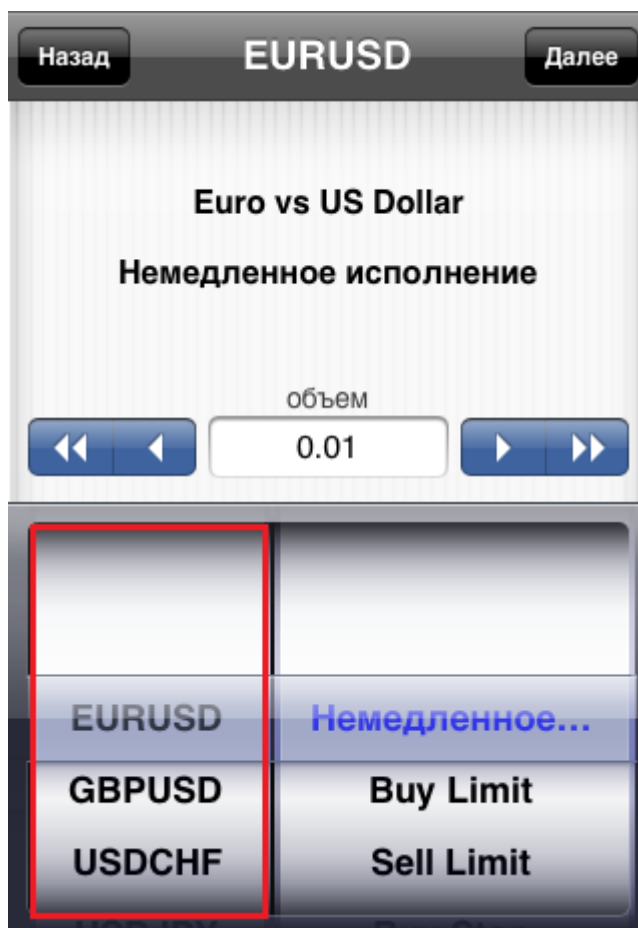 Назад EURUSD Далее
Euro vs US Dollar
Немедленное исполнение
объем
0.01
EURUSD Немедленное...
GBPUSD Buy Limit
USDCHF Sell Limit